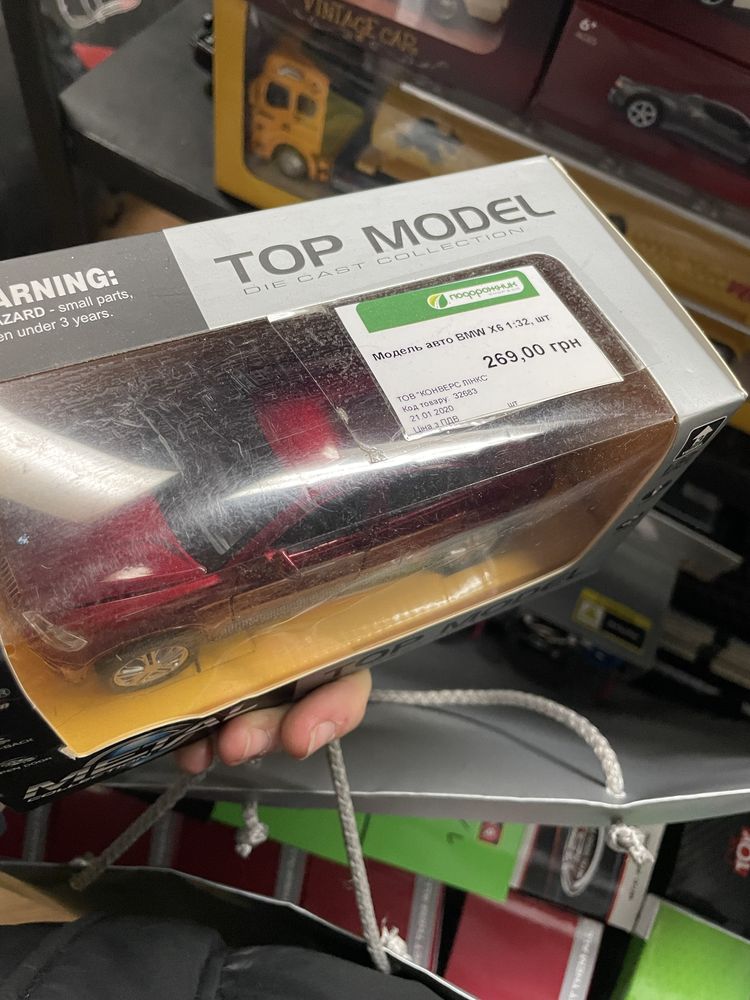 VINTAGE CAR
6+
TOP MODEL
DIE CAST COLLECTION
ARNING:
AZARD - small parts,
en under 3 years.
подорожник
Модель авто BMW X6 1:32, шт
269,00 грн
ТОВ "КОНВЕРС ЛІНКС"
Код товару: 32683
21 01 2020
шт
Ціна з ПДВ
TOP MODEL